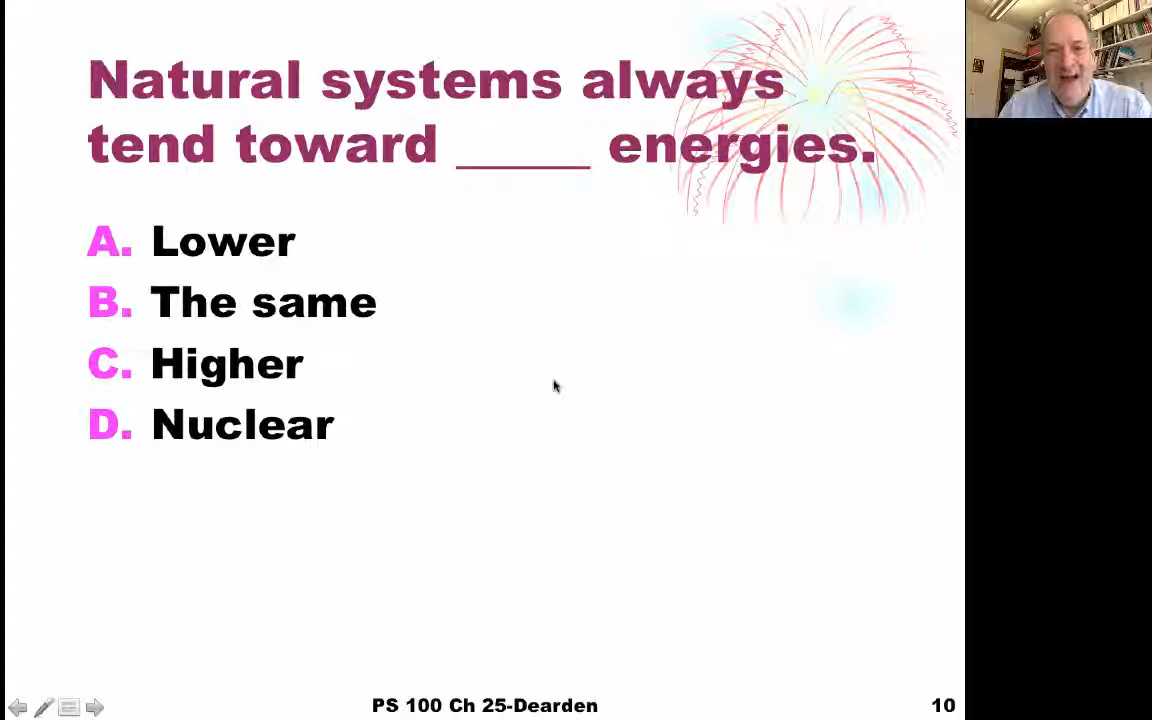 Natural systems always
tend toward _____ energies.
A. Lower
B. The same
C. Higher
D. Nuclear
PS 100 Ch 25-Dearden
10